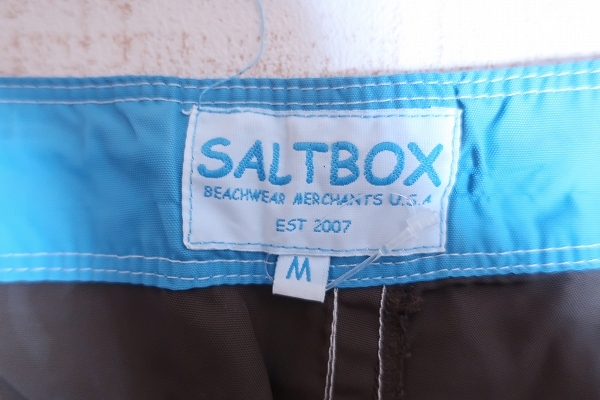 SALTBOX
BEACHWEAR MERCHANTS U.S.A
EST 2007
M